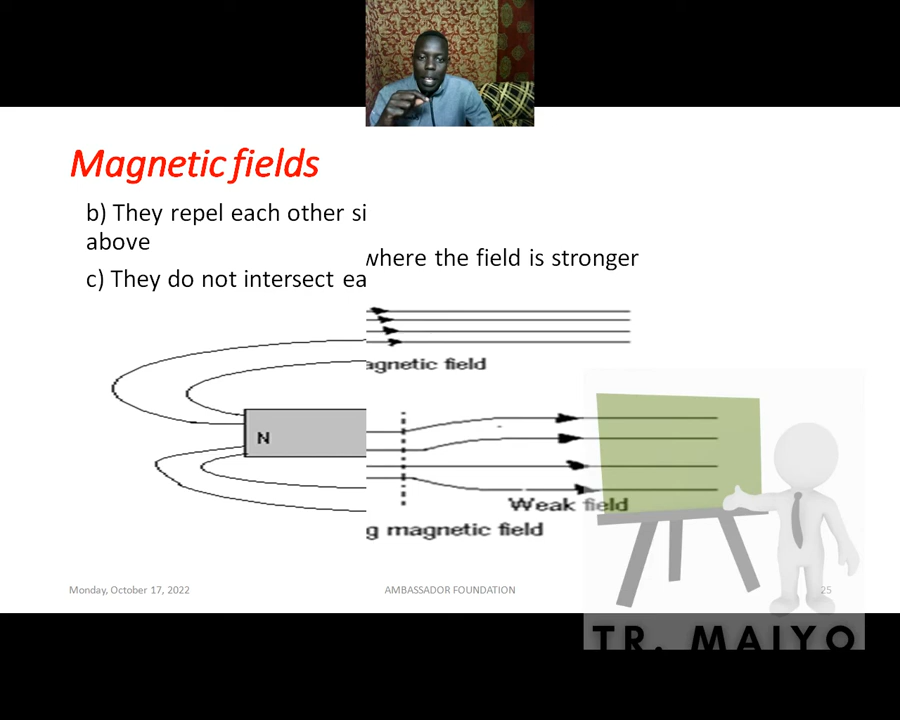 Magnetic fields
b) They repel each other si
above
where the field is stronger
c) They do not intersect ea
agnetic field
N
Weak field
g magnetic field
Monday, October 17, 2022
AMBASSADOR FOUNDATION
25
TR. MAIYO